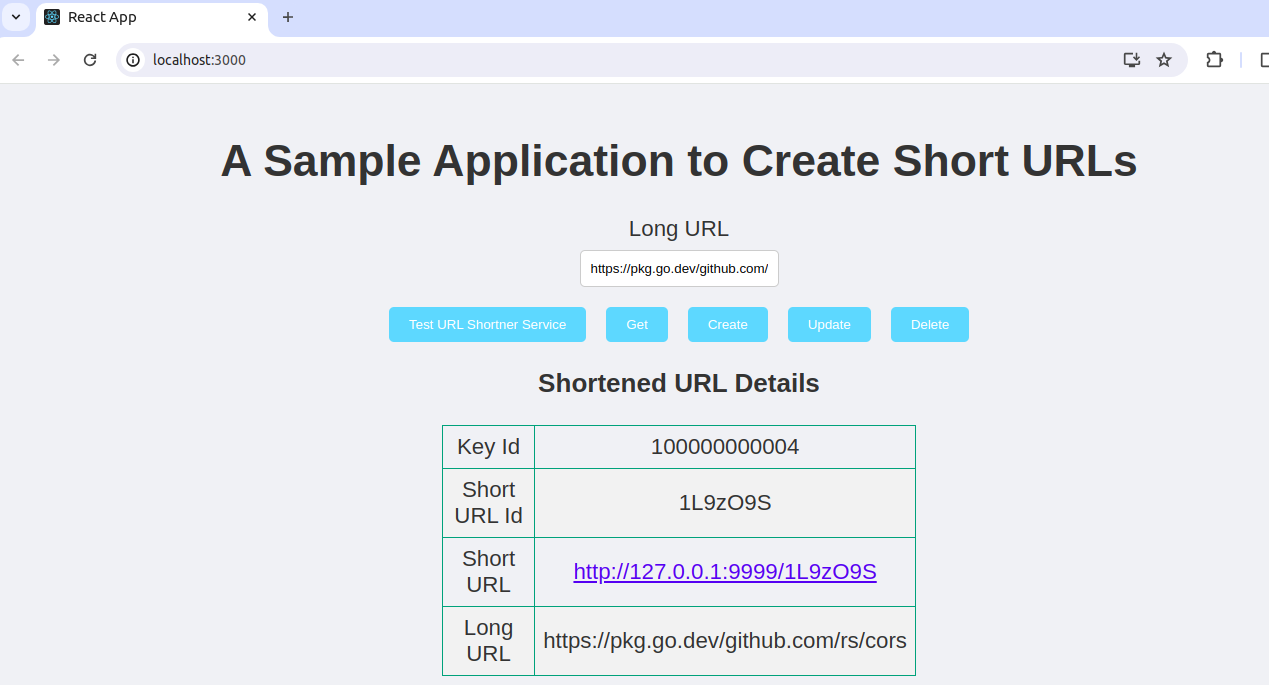 React App
localhost:3000
A Sample Application to Create Short URLs
Long URL
https://pkg.go.dev/github.com/
Test URL Shortner Service Get Create Update Delete
Shortened URL Details
Key Id 100000000004
Short URL Id 1L9zO9S
Short URL http://127.0.0.1:9999/1L9zO9S
Long URL https://pkg.go.dev/github.com/rs/cors